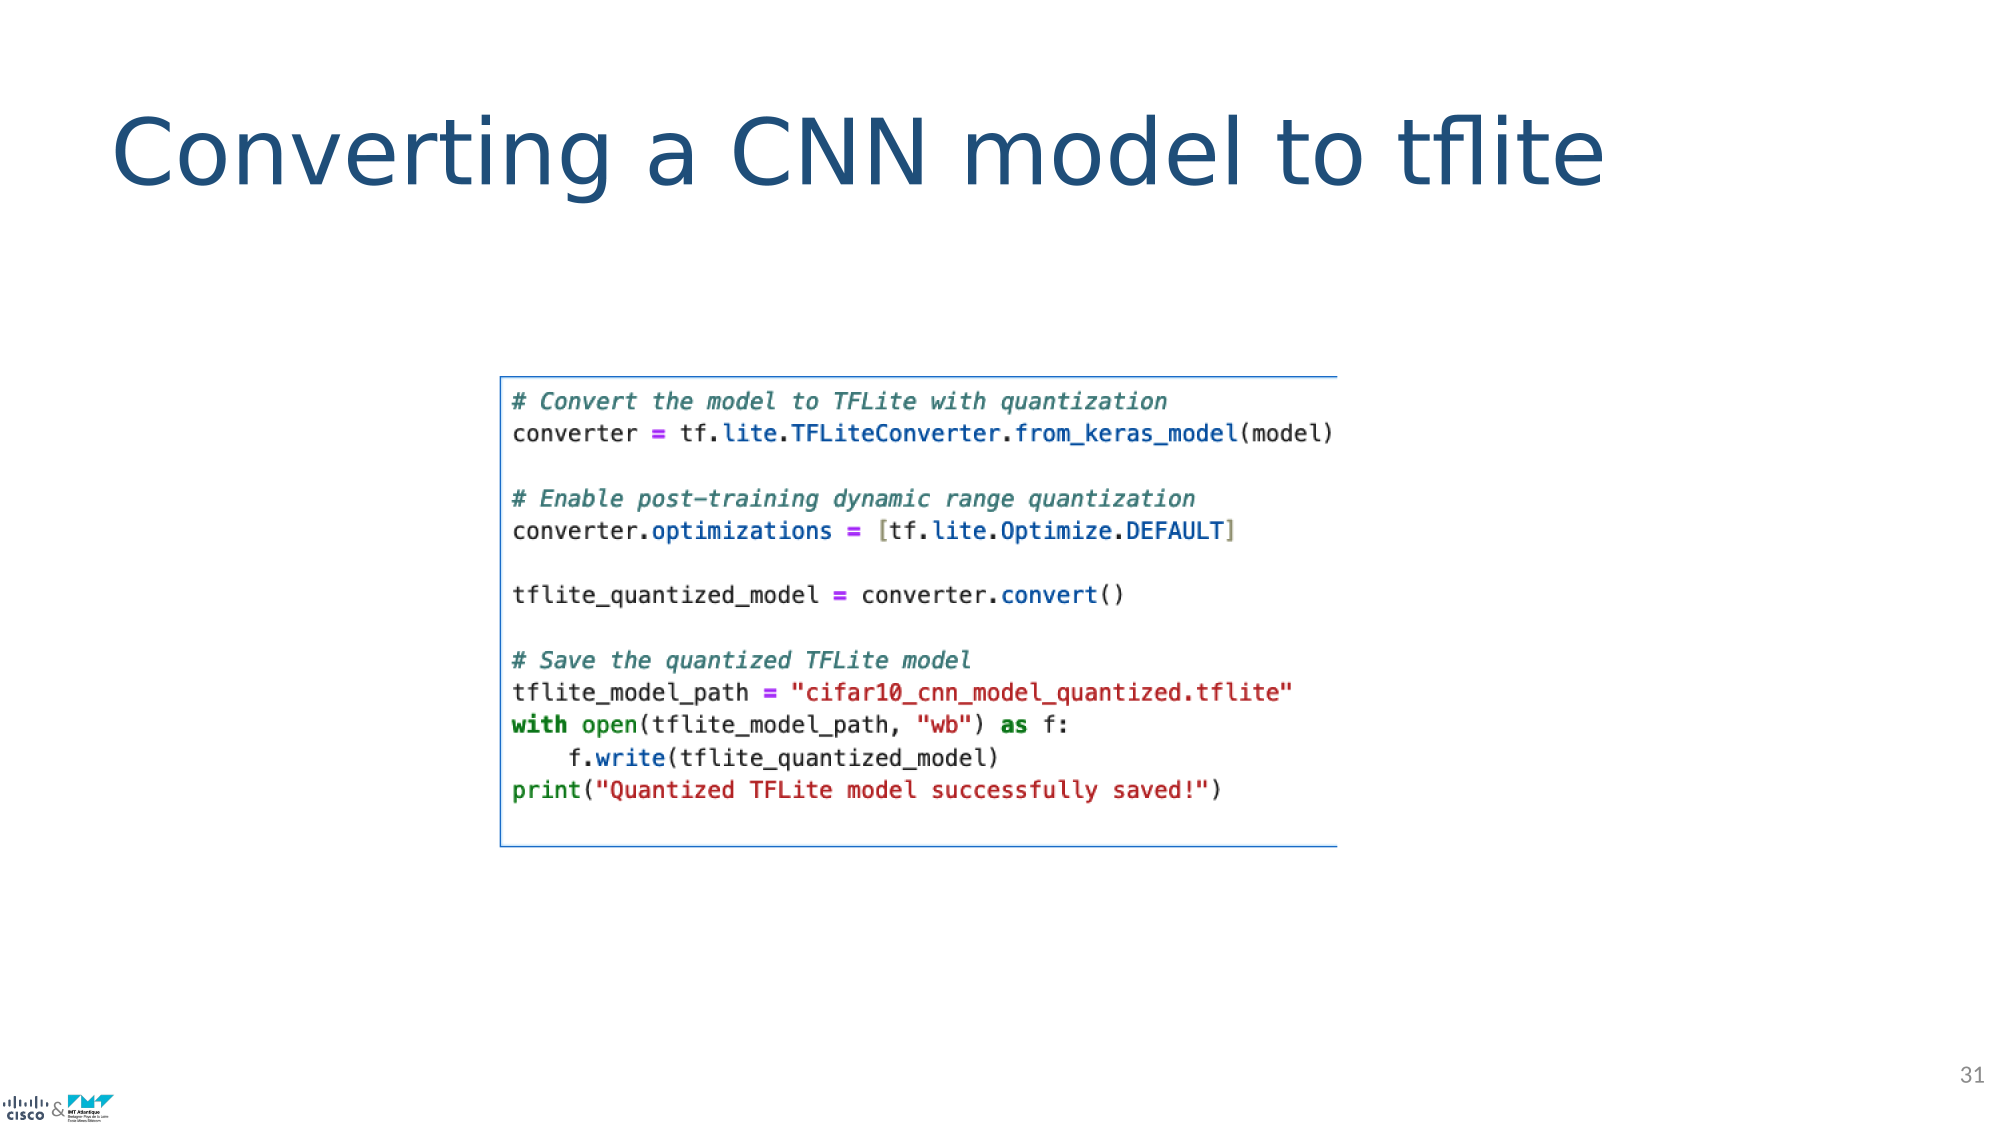 Converting a CNN model to tflite
# Convert the model to TFLite with quantization
converter = tf.lite.TFLiteConverter.from_keras_model(model)
# Enable post-training dynamic range quantization
converter.optimizations = [tf.lite.Optimize.DEFAULT]
tflite_quantized_model = converter.convert()
# Save the quantized TFLite model
tflite_model_path = "cifar10_cnn_model_quantized.tflite"
with open(tflite_model_path, "wb") as f:
    f.write(tflite_quantized_model)
print("Quantized TFLite model successfully saved!")
31
CISCO &
IMT Atlantique